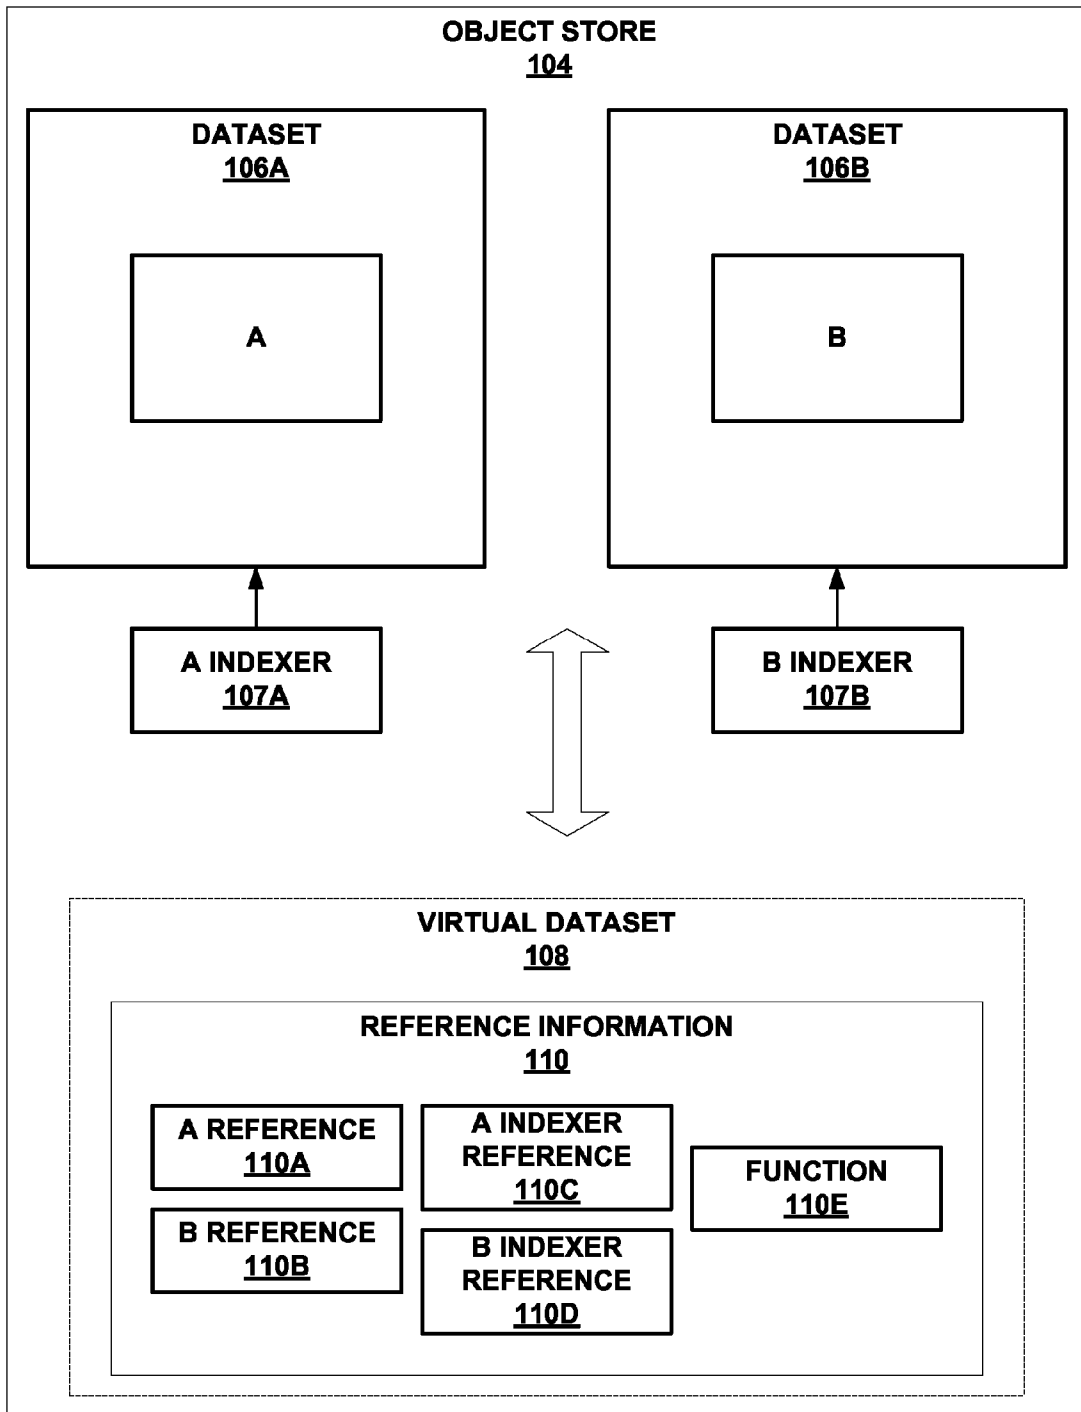 OBJECT STORE
104
DATASET
106A
A
DATASET
106B
B
A INDEXER
107A
B INDEXER
107B
VIRTUAL DATASET
108
REFERENCE INFORMATION
110
A REFERENCE
110A
B REFERENCE
110B
A INDEXER
REFERENCE
110C
B INDEXER
REFERENCE
110D
FUNCTION
110E